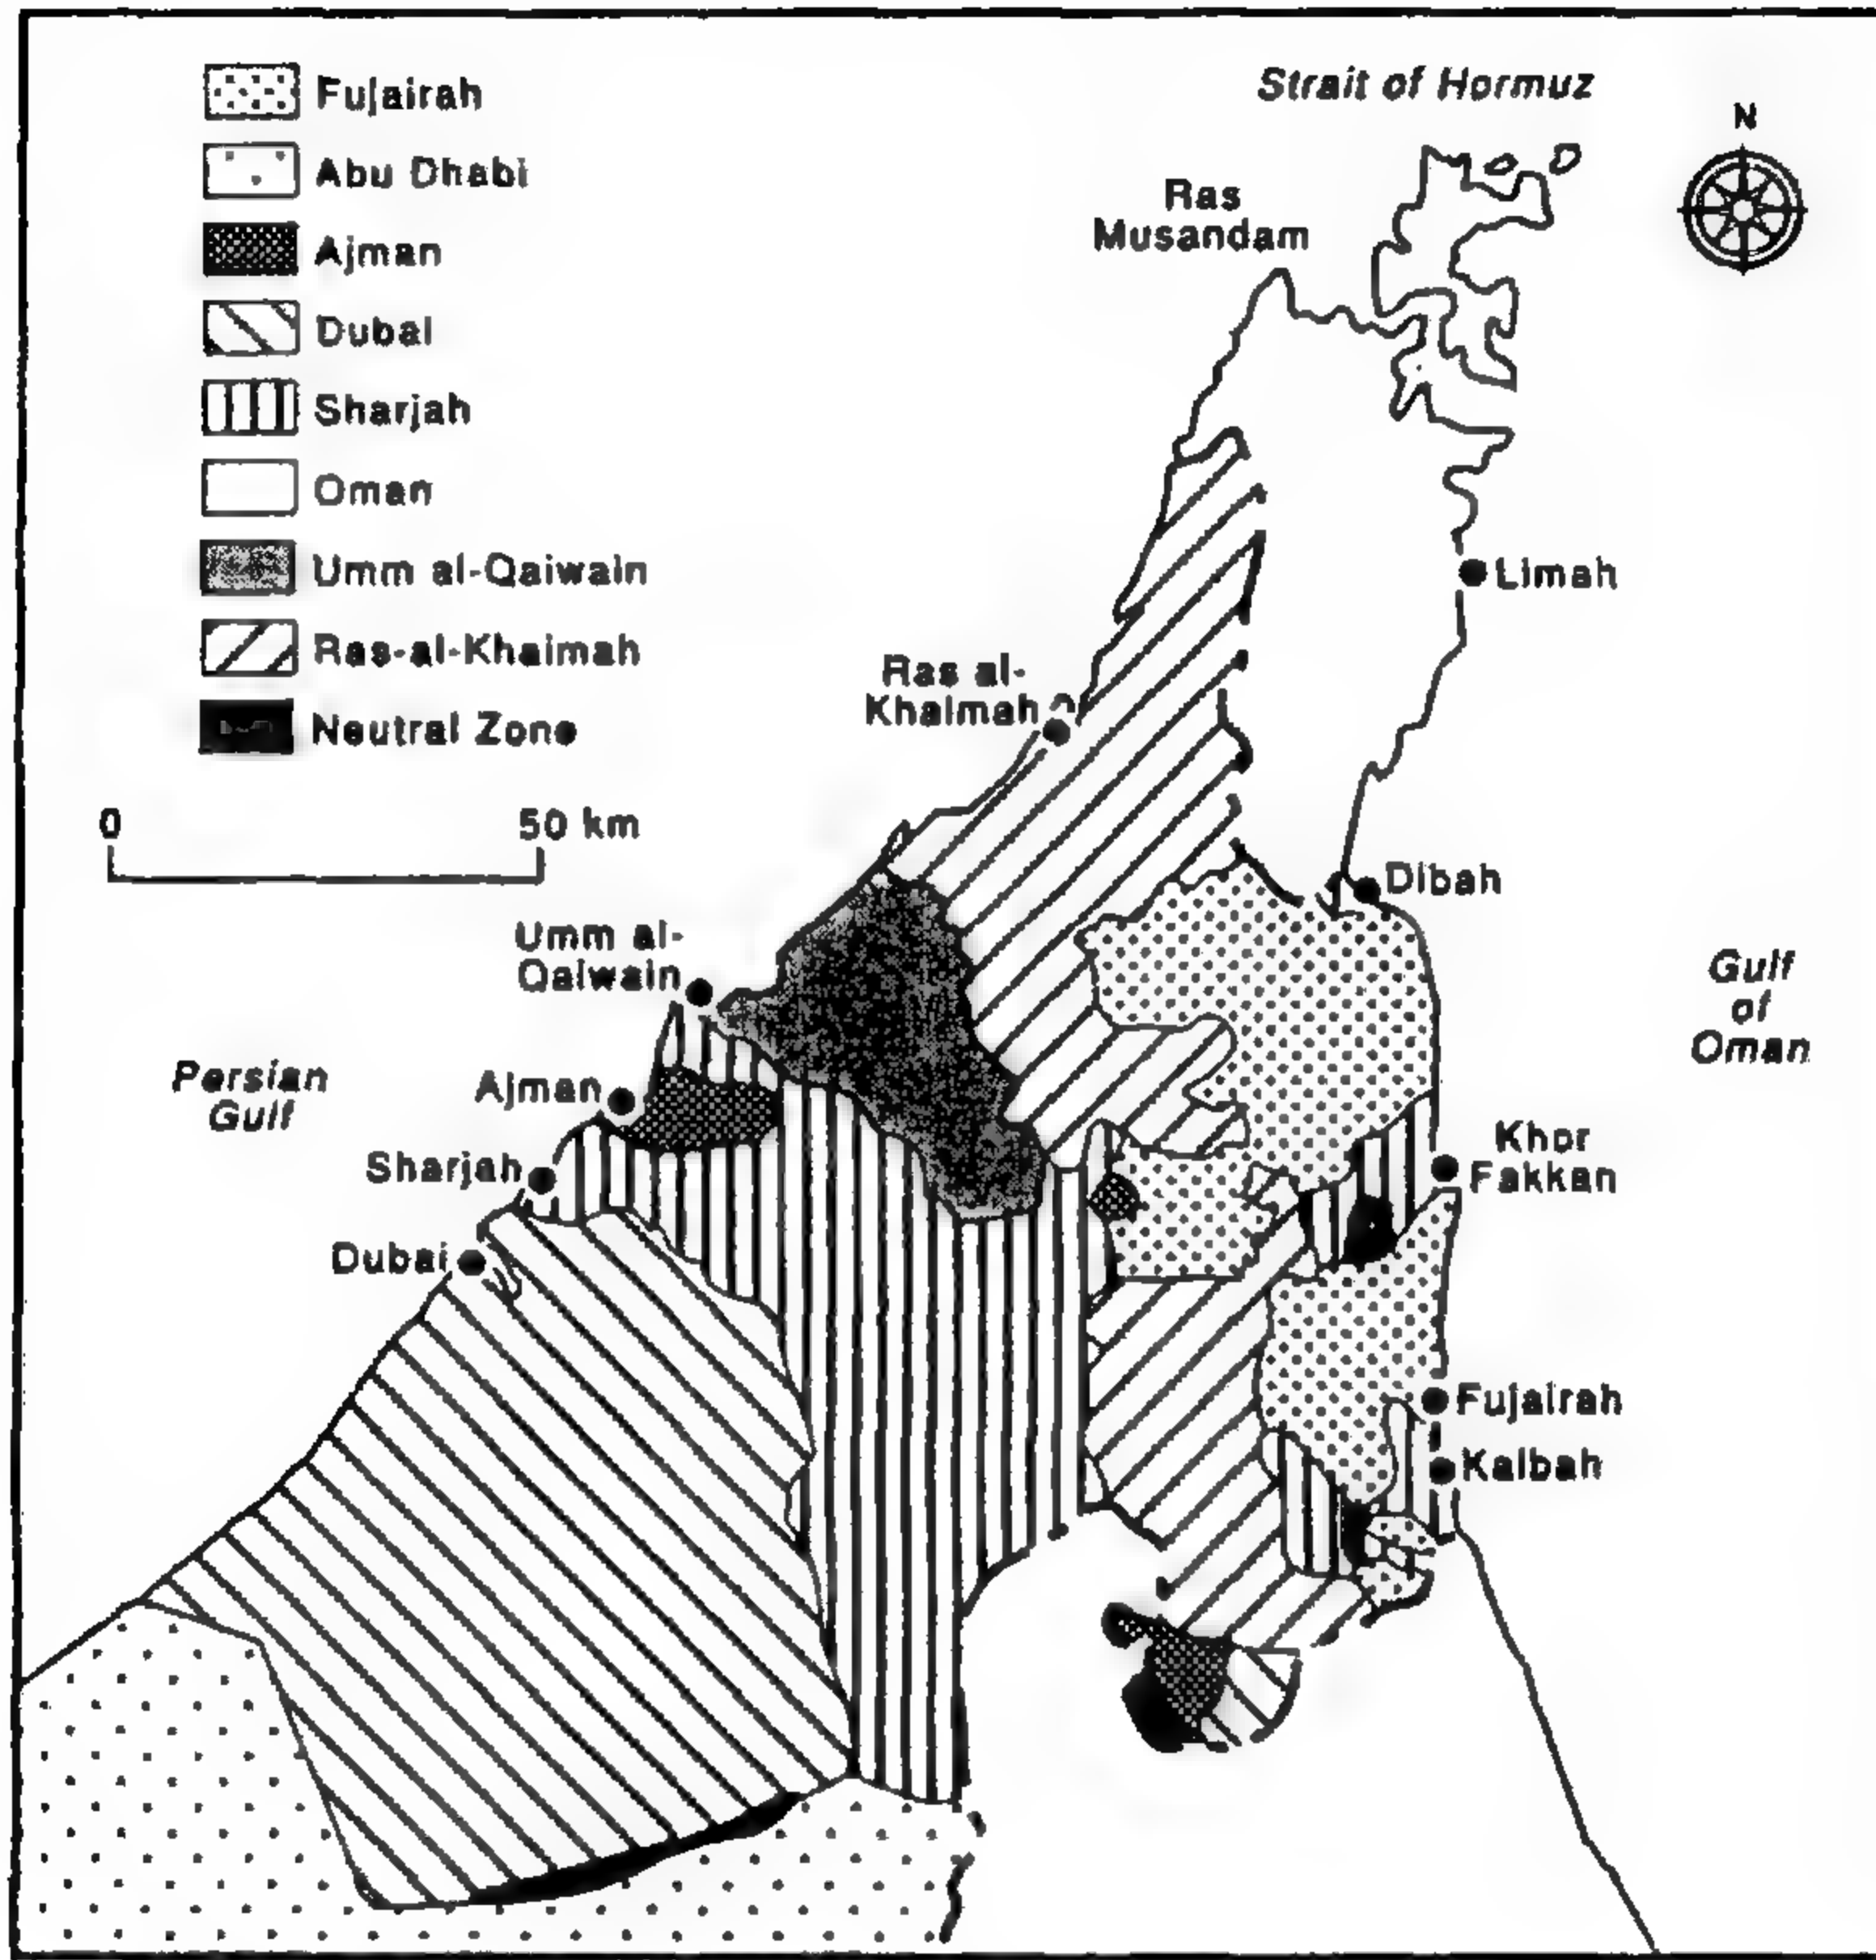 Fujairah
Abu Dhabi
Ajman
Dubai
Sharjah
Oman
Umm al-Qaiwain
Ras-al-Khaimah
Neutral Zone
0 50 km
Strait of Hormuz
N
Ras
Musandam
Limah
Ras al-
Khaimah
Dibah
Umm al-
Qaiwain
Gulf
of
Oman
Persian
Gulf
Ajman
Khor
Fakkan
Sharjah
Dubai
Fujairah
Kalbah